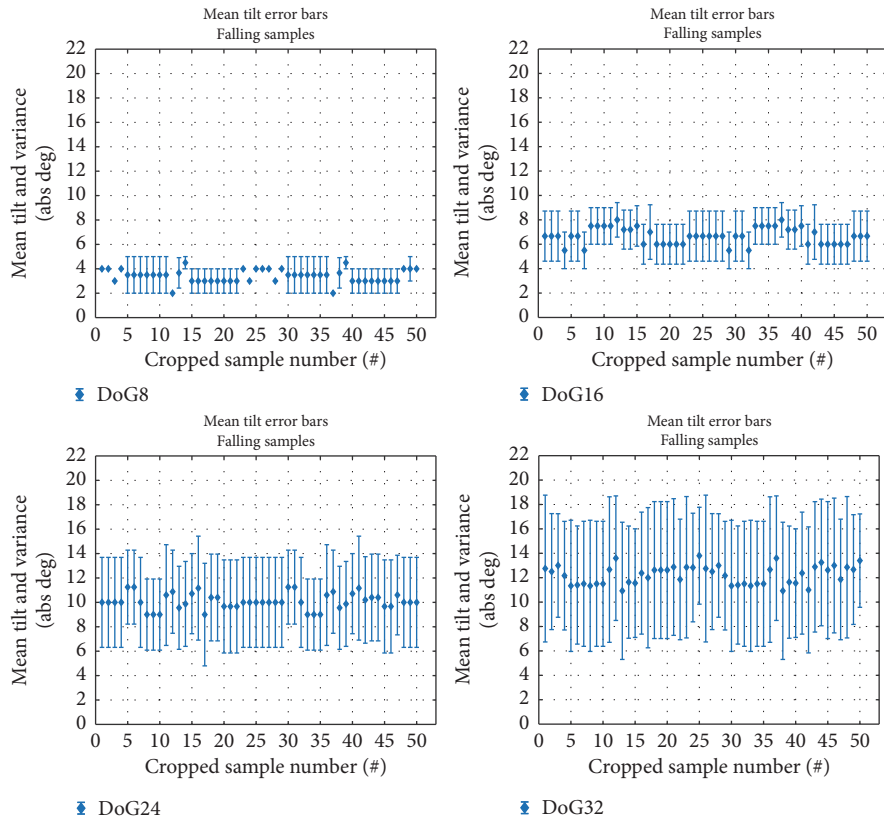 Mean tilt error bars
Falling samples
22
20
18
16
14
12
10
8
6
4
2
0
Mean tilt and variance
(abs deg)
0 5 10 15 20 25 30 35 40 45 50
Cropped sample number (#)
DoG8
Mean tilt error bars
Falling samples
22
20
18
16
14
12
10
8
6
4
2
0
Mean tilt and variance
(abs deg)
0 5 10 15 20 25 30 35 40 45 50
Cropped sample number (#)
DoG16
Mean tilt error bars
Falling samples
22
20
18
16
14
12
10
8
6
4
2
0
Mean tilt and variance
(abs deg)
0 5 10 15 20 25 30 35 40 45 50
Cropped sample number (#)
DoG24
Mean tilt error bars
Falling samples
22
20
18
16
14
12
10
8
6
4
2
0
Mean tilt and variance
(abs deg)
0 5 10 15 20 25 30 35 40 45 50
Cropped sample number (#)
DoG32